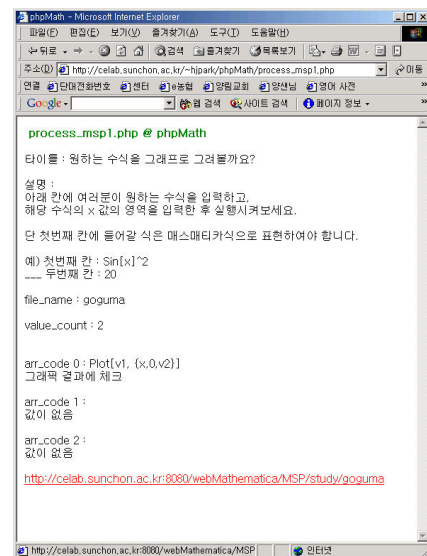 phpMath - Microsoft Internet Explorer
파일(F) 편집(E) 보기(V) 즐겨찾기(A) 도구(T) 도움말(H)
뒤로 검색 즐겨찾기 목록보기
주소(D) http://celab.sunchon.ac.kr/~hjpark/phpMath/process_msp1.php 이동
연결 단대전화번호 센터 e농협 양림교회 양선님 영어 사전 »
Google 웹 검색 사이트 검색 페이지 정보 »
process_msp1.php @ phpMath
타이틀 : 원하는 수식을 그래프로 그려볼까요?
설명 :
아래 칸에 여러분이 원하는 수식을 입력하고,
해당 수식의 x 값의 영역을 입력한 후 실행시켜보세요.
단 첫번째 칸에 들어갈 식은 매스매티카식으로 표현하여야 합니다.
예) 첫번째 칸 : Sin[x]^2
___ 두번째 칸 : 20
file_name : goguma
value_count : 2
arr_code 0 : Plot[v1, {x,0,v2}]
그래픽 결과에 체크
arr_code 1 :
값이 없음
arr_code 2 :
값이 없음
http://celab.sunchon.ac.kr:8080/webMathematica/MSP/study/goguma
http://celab.sunchon.ac.kr:8080/webMathematica/MSP 인터넷